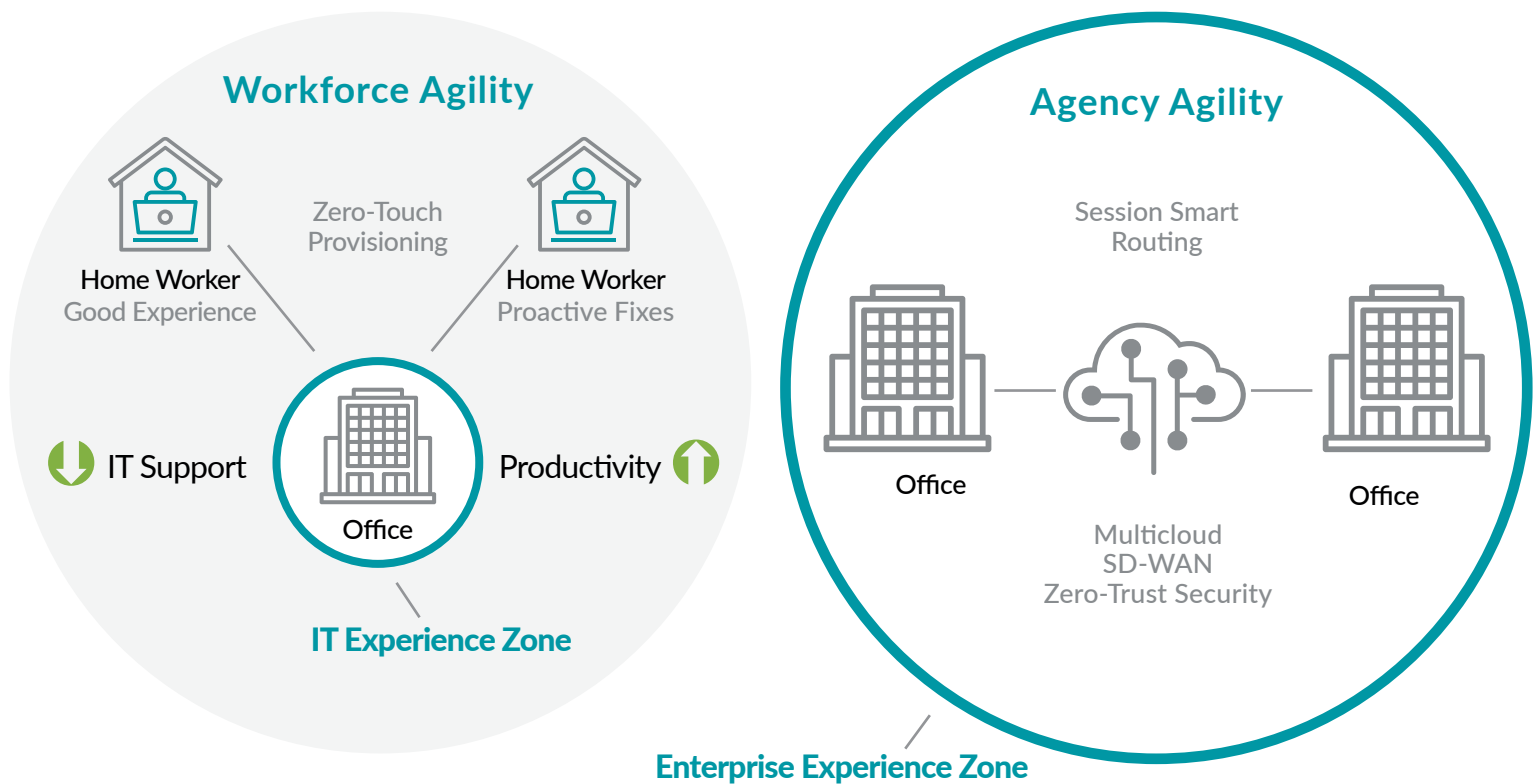 Workforce Agility
Zero-Touch
Provisioning
Home Worker
Good Experience
Home Worker
Proactive Fixes
IT Support
Productivity
Office
IT Experience Zone
Agency Agility
Session Smart
Routing
Office
Office
Multicloud
SD-WAN
Zero-Trust Security
Enterprise Experience Zone